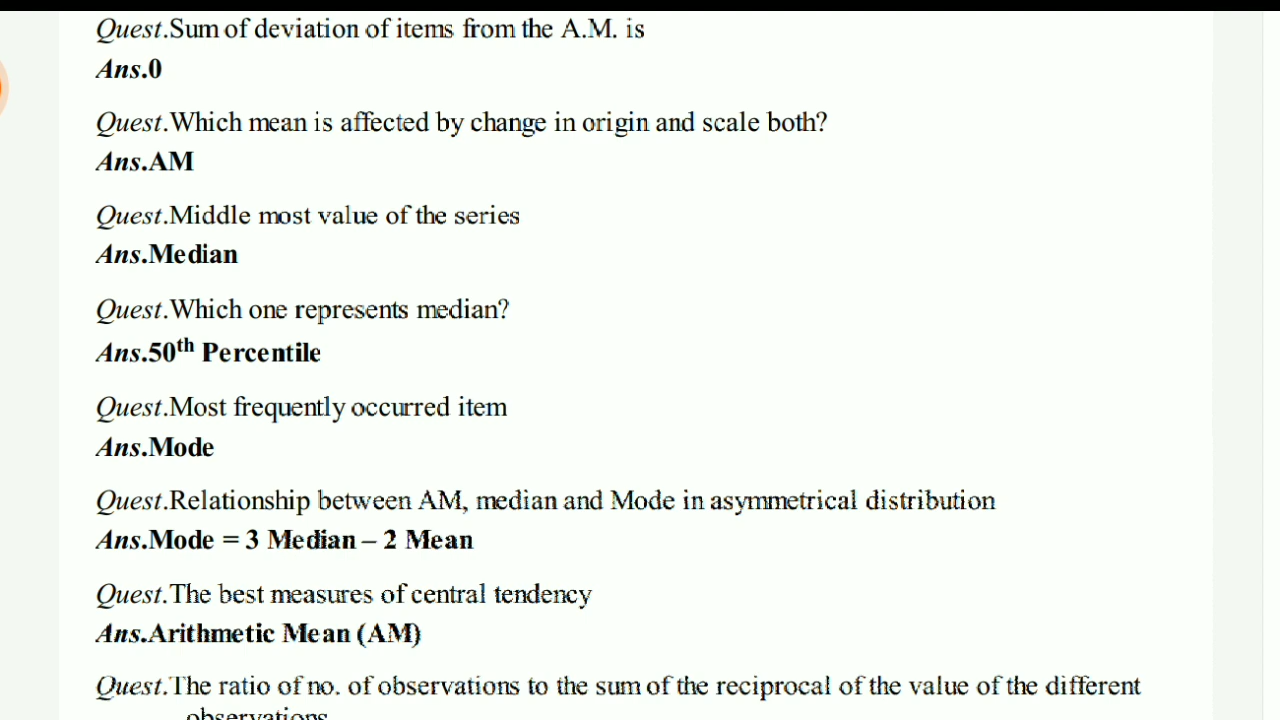 Quest.Sum of deviation of items from the A.M. is
Ans.0
Quest.Which mean is affected by change in origin and scale both?
Ans.AM
Quest.Middle most value of the series
Ans.Median
Quest.Which one represents median?
Ans.50th Percentile
Quest.Most frequently occurred item
Ans.Mode
Quest.Relationship between AM, median and Mode in asymmetrical distribution
Ans.Mode = 3 Median – 2 Mean
Quest.The best measures of central tendency
Ans.Arithmetic Mean (AM)
Quest.The ratio of no. of observations to the sum of the reciprocal of the value of the different
observations